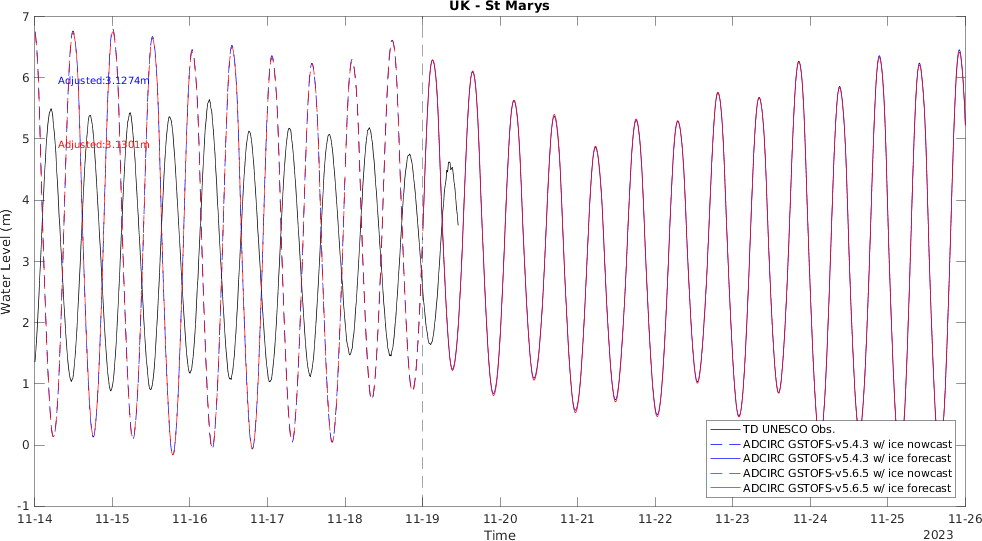 UK - St Marys
7
6
5
4
3
2
1
0
-1
Water Level (m)
Adjusted:3.1274m
Adjusted:3.1301m
TD UNESCO Obs.
ADCIRC GSTOFS-v5.4.3 w/ ice nowcast
ADCIRC GSTOFS-v5.4.3 w/ ice forecast
ADCIRC GSTOFS-v5.6.5 w/ ice nowcast
ADCIRC GSTOFS-v5.6.5 w/ ice forecast
11-14 11-15 11-16 11-17 11-18 11-19 11-20 11-21 11-22 11-23 11-24 11-25 11-26
Time
2023